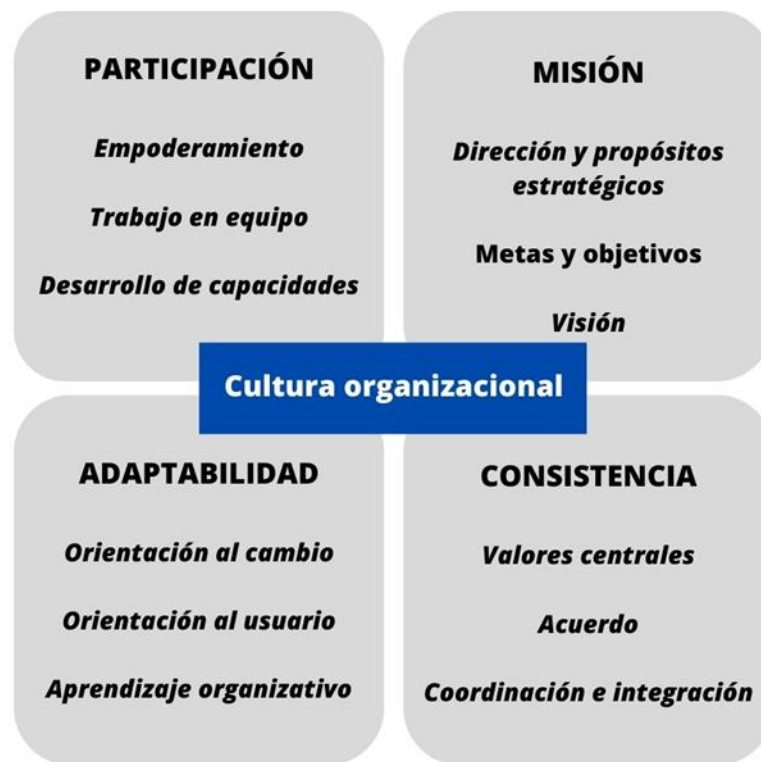 PARTICIPACIÓN
Empoderamiento
Trabajo en equipo
Desarrollo de capacidades
MISIÓN
Dirección y propósitos
estratégicos
Metas y objetivos
Visión
Cultura organizacional
ADAPTABILIDAD
Orientación al cambio
Orientación al usuario
Aprendizaje organizativo
CONSISTENCIA
Valores centrales
Acuerdo
Coordinación e integración